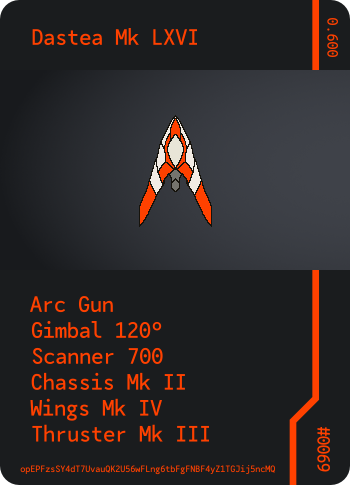 Dastea Mk LXVI
0.600
Arc Gun
Gimbal 120°
Scanner 700
Chassis Mk II
Wings Mk IV
Thruster Mk III
#0069
opEPFzsSY4dT7UvauQK2U56wFLng6tbFgFNBF4yZ1TGJij5ncMQ